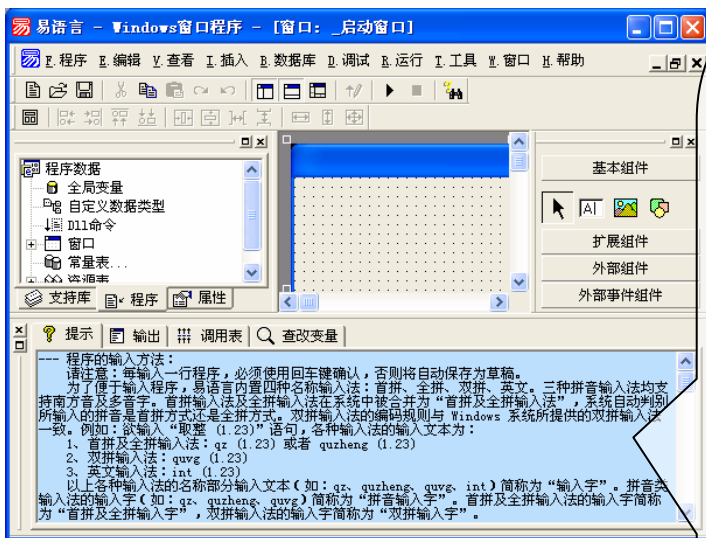 易语言 - Windows窗口程序 - [窗口: _启动窗口]
F.程序 E.编辑 V.查看 I.插入 B.数据库 D.调试 R.运行 T.工具 W.窗口 H.帮助
程序数据
全局变量
自定义数据类型
Dll命令
窗口
常量表...
资源表
支持库 程序 属性
基本组件
A
扩展组件
外部组件
外部事件组件
提示 输出 调用表 查改变量
--- 程序的输入方法：
请注意：每输入一行程序，必须使用回车键确认，否则将自动保存为草稿。
为了便于输入程序，易语言内置四种名称输入法：首拼、全拼、双拼、英文。三种拼音输入法均支
持南方音及多音字。首拼输入法及全拼输入法在系统中被合并为“首拼及全拼输入法”，系统自动判别
所输入的拼音是首拼方式还是全拼方式。双拼输入法的编码规则与 Windows 系统所提供的双拼输入法
一致。例如：欲输入“取整 (1.23)”语句，各种输入法的输入文本为：
1、首拼及全拼输入法：qz (1.23) 或者 quzheng (1.23)
2、双拼输入法：quvg (1.23)
3、英文输入法：int (1.23)
以上各种输入法的名称部分输入文本(如：qz、quzheng、quvg、int)简称为“输入字”。拼音类
输入法的输入字(如：qz、quzheng、quvg)简称为“拼音输入字”。首拼及全拼输入法的输入字简称
为“首拼及全拼输入字”，双拼输入法的输入字简称为“双拼输入字”。